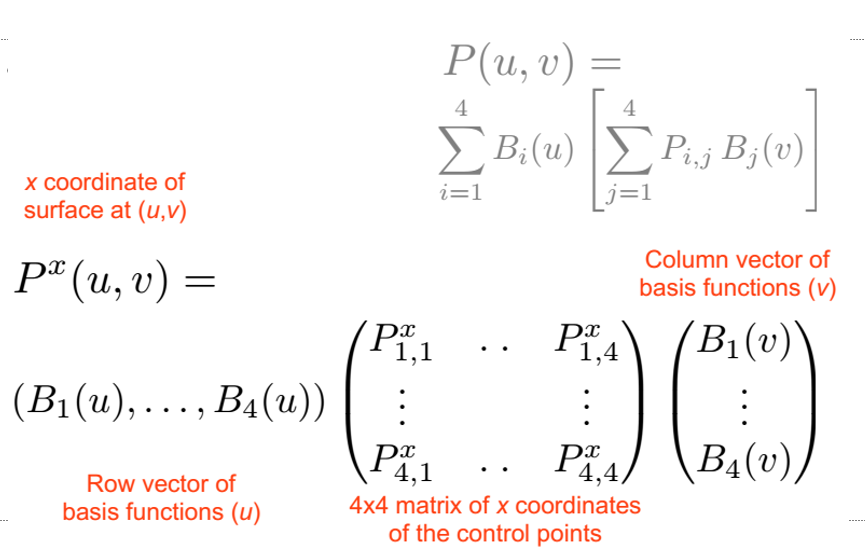 P(u, v) =
\sum_{i=1}^{4} B_i(u) \left[ \sum_{j=1}^{4} P_{i,j} B_j(v) \right]
x coordinate of
surface at (u,v)
P^x(u, v) =
Column vector of
basis functions (v)
(B_1(u), \ldots, B_4(u)) \begin{pmatrix} P^x_{1,1} & .. & P^x_{1,4} \\ \vdots & & \vdots \\ P^x_{4,1} & .. & P^x_{4,4} \end{pmatrix} \begin{pmatrix} B_1(v) \\ \vdots \\ B_4(v) \end{pmatrix}
Row vector of
basis functions (u)
4x4 matrix of x coordinates
of the control points